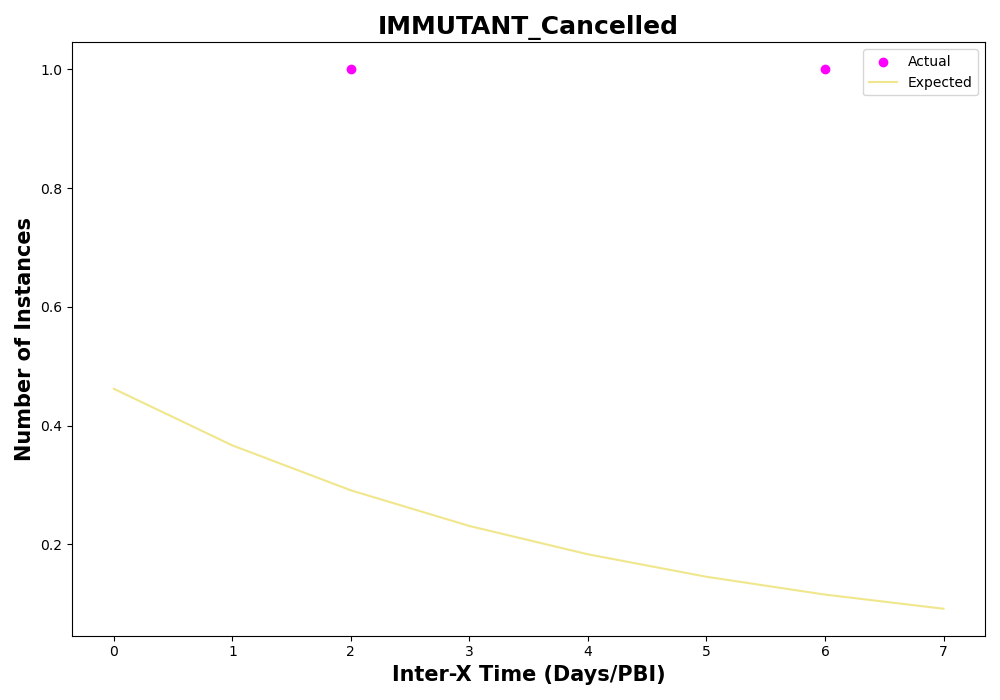 IMMUTANT_Cancelled
Actual
Expected
Number of Instances
1.0
0.8
0.6
0.4
0.2
0 1 2 3 4 5 6 7
Inter-X Time (Days/PBI)